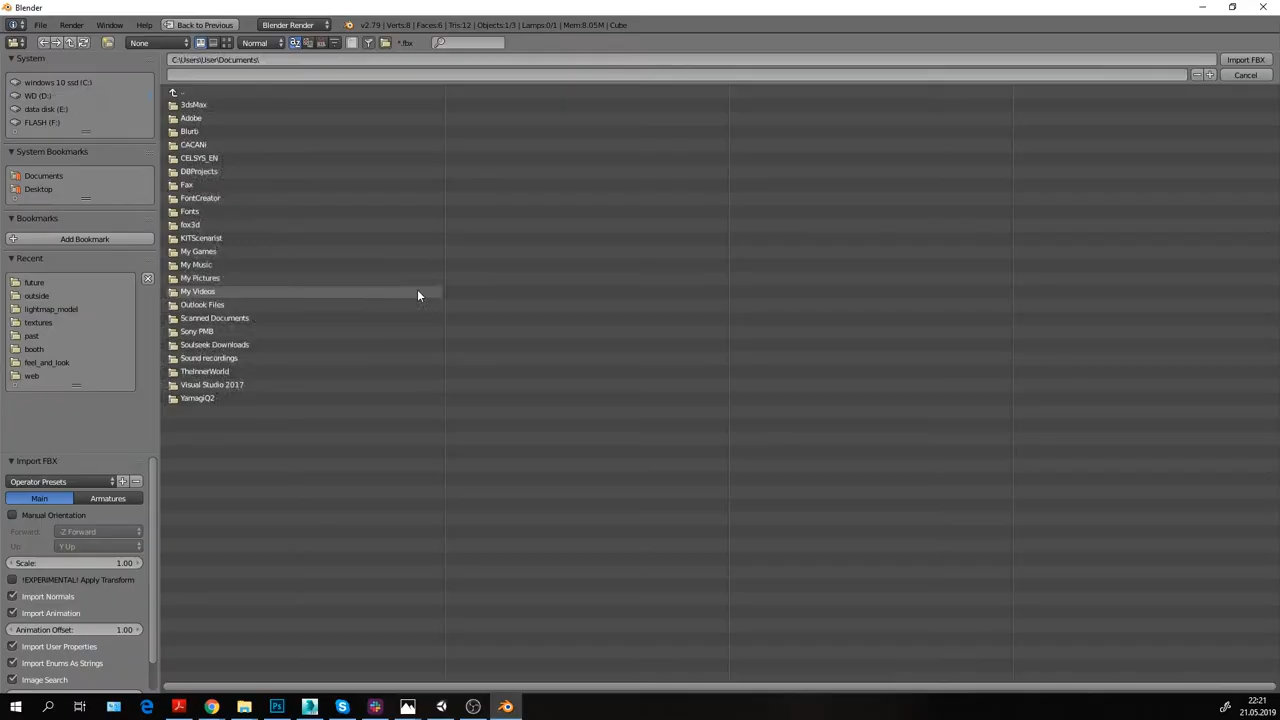 Blender
File Render Window Help Back to Previous Blender Render v2.79 | Verts:8 | Faces:6 | Tris:12 | Objects:1/3 | Lamps:0/1 | Mem:8.05M | Cube
None Normal *.fbx
System
windows 10 ssd (C:)
WD (D:)
data disk (E:)
FLASH (F:)
System Bookmarks
Documents
Desktop
Bookmarks
Add Bookmark
Recent
future
outside
lightmap_model
textures
past
booth
feel_and_look
web
Import FBX
Operator Presets
Main Armatures
Manual Orientation
Forward: -Z Forward
Up: Y Up
Scale: 1.00
!EXPERIMENTAL! Apply Transform
Import Normals
Import Animation
Animation Offset: 1.00
Import User Properties
Import Enums As Strings
Image Search
C:\Users\User\Documents\ Import FBX
Cancel
..
3dsMax
Adobe
Blurb
CACANi
CELSYS_EN
D8Projects
Fax
FontCreator
Fonts
fox3d
KITScenarist
My Games
My Music
My Pictures
My Videos
Outlook Files
Scanned Documents
Sony PMB
Soulseek Downloads
Sound recordings
TheInnerWorld
Visual Studio 2017
YamagiQ2
22:21
21.05.2019